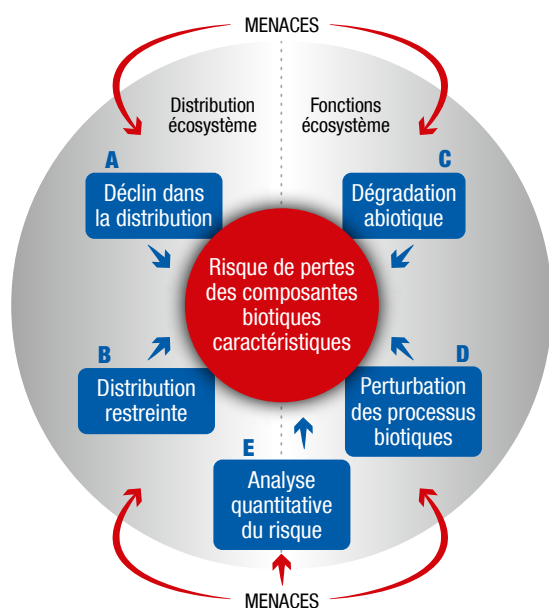 MENACES
Distribution
écosystème
Fonctions
écosystème
A
Déclin dans
la distribution
C
Dégradation
abiotique
Risque de pertes
des composantes
biotiques
caractéristiques
B
Distribution
restreinte
D
Perturbation
des processus
biotiques
E
Analyse
quantitative
du risque
MENACES